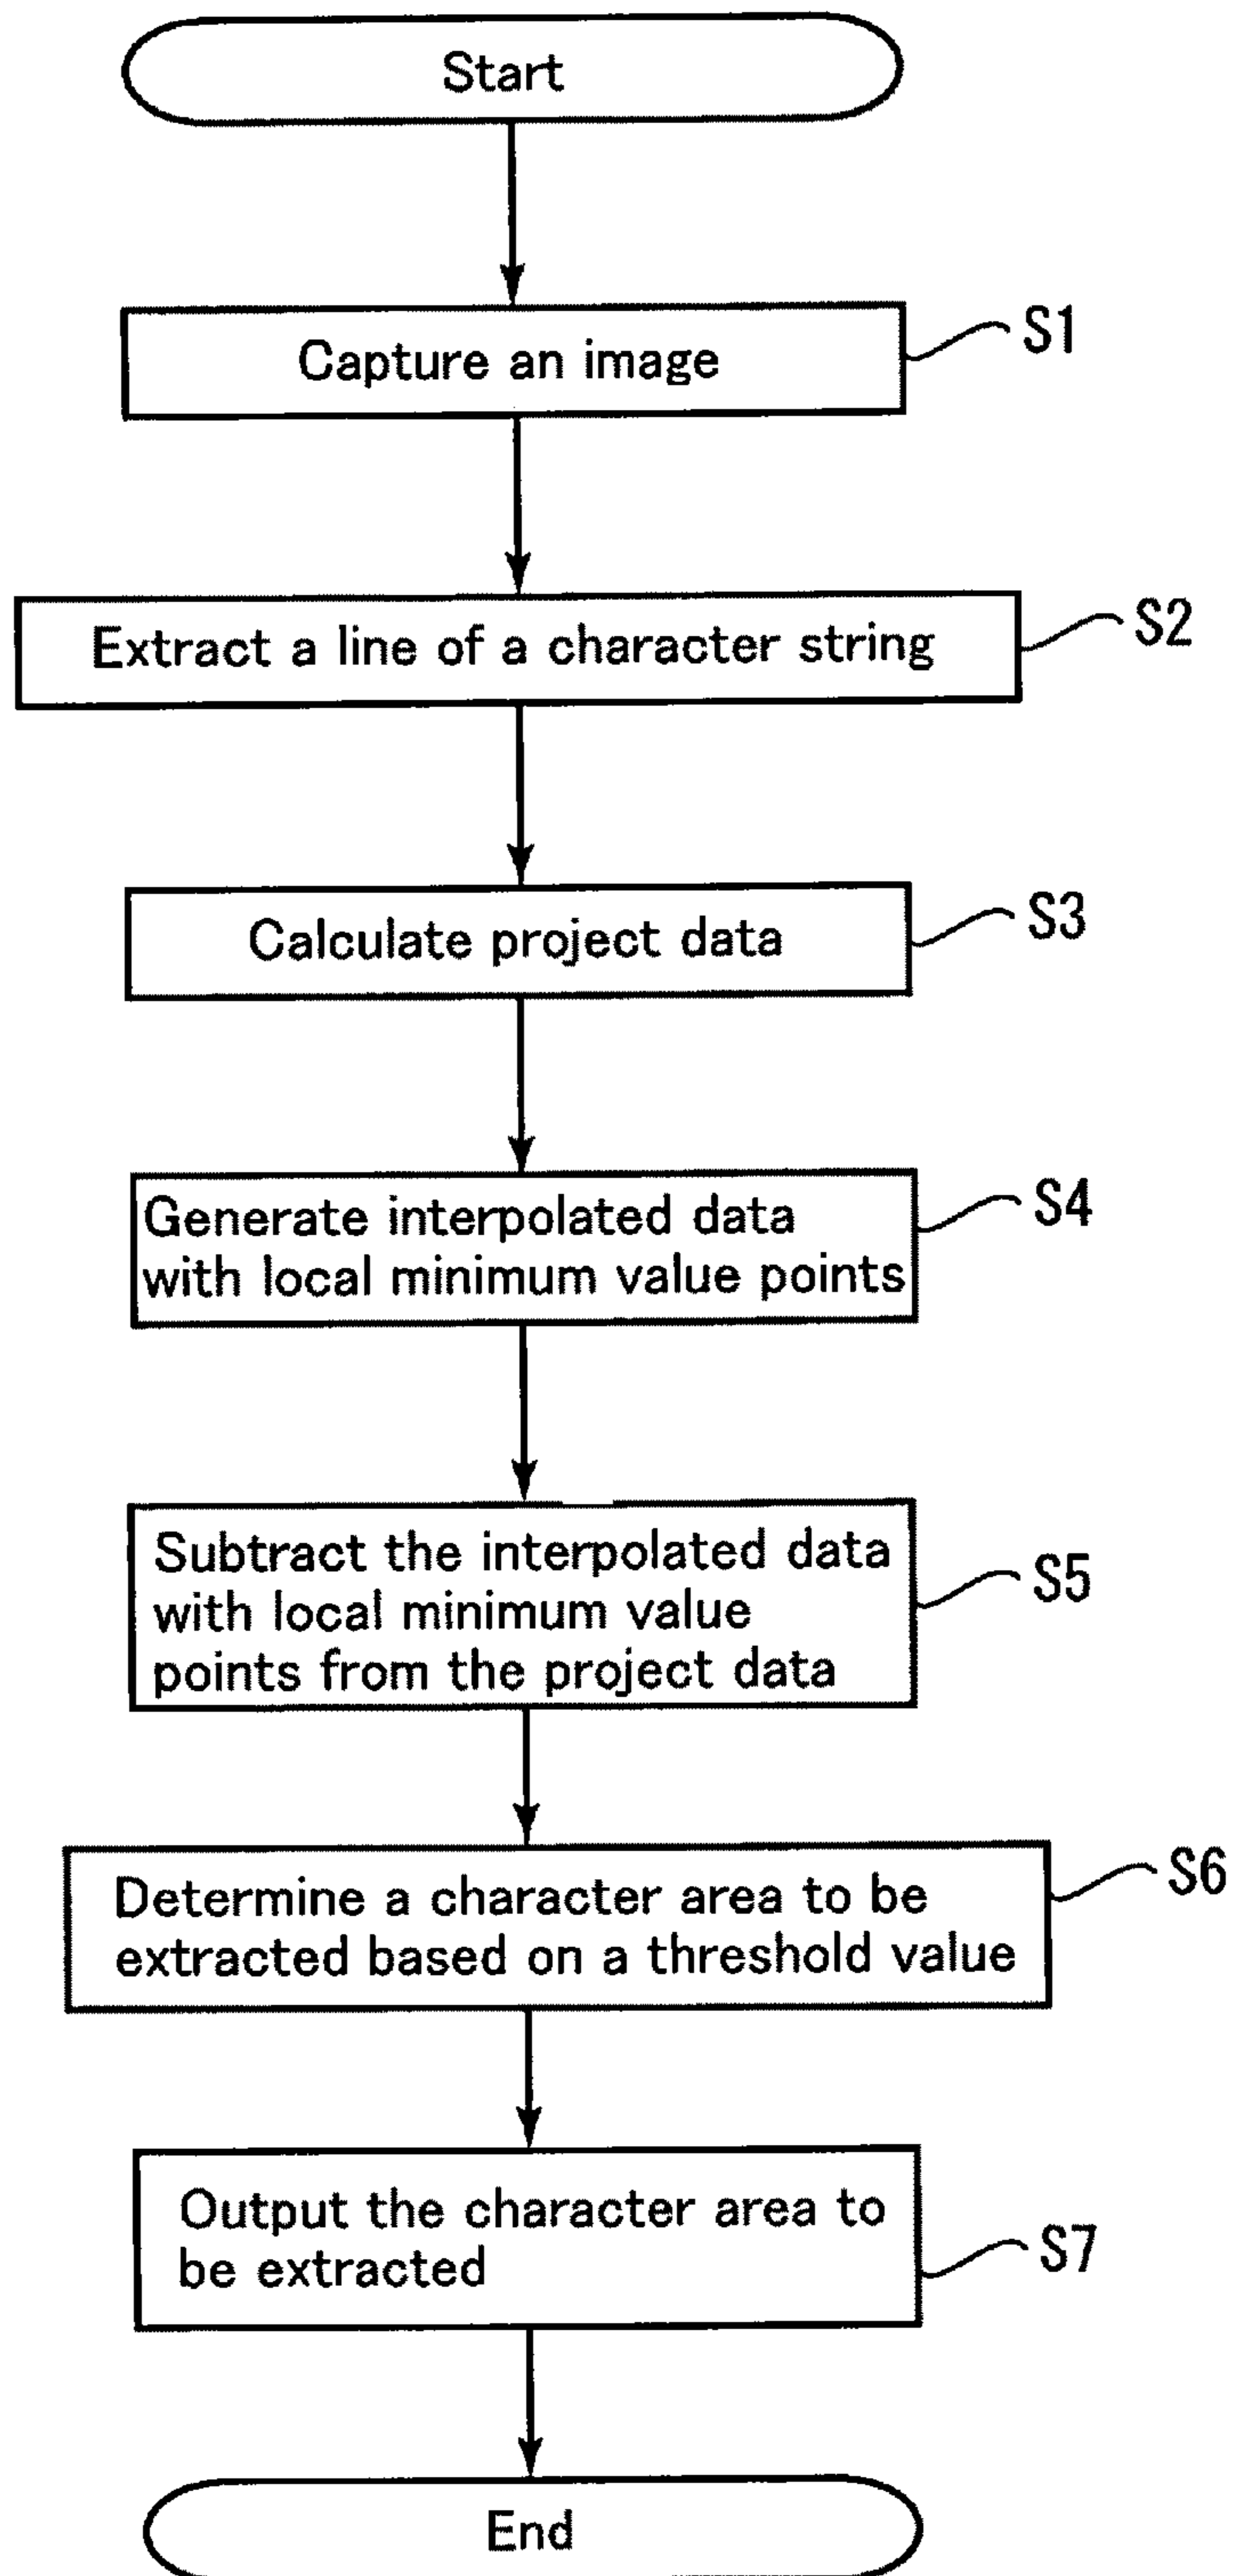 Start
Capture an image
S1
Extract a line of a character string
S2
Calculate project data
S3
Generate interpolated data
with local minimum value points
S4
Subtract the interpolated data
with local minimum value
points from the project data
S5
Determine a character area to be
extracted based on a threshold value
S6
Output the character area to
be extracted
S7
End